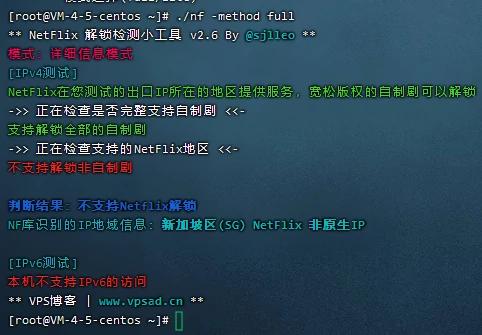 [root@VM-4-5-centos ~]# ./nf -method full
** NetFlix 解锁检测小工具 v2.6 By @sjlleo **
模式: 详细信息模式
[IPv4测试]
NetFlix在您测试的出口IP所在的地区提供服务，宽松版权的自制剧可以解锁
->> 正在检查是否完整支持自制剧 <<-
支持解锁全部的自制剧
->> 正在检查支持的NetFlix地区 <<-
不支持解锁非自制剧
判断结果: 不支持Netflix解锁
NF库识别的IP地域信息: 新加坡区(SG) NetFlix 非原生IP
[IPv6测试]
本机不支持IPv6的访问
** VPS博客 | www.vpsad.cn **
[root@VM-4-5-centos ~]#